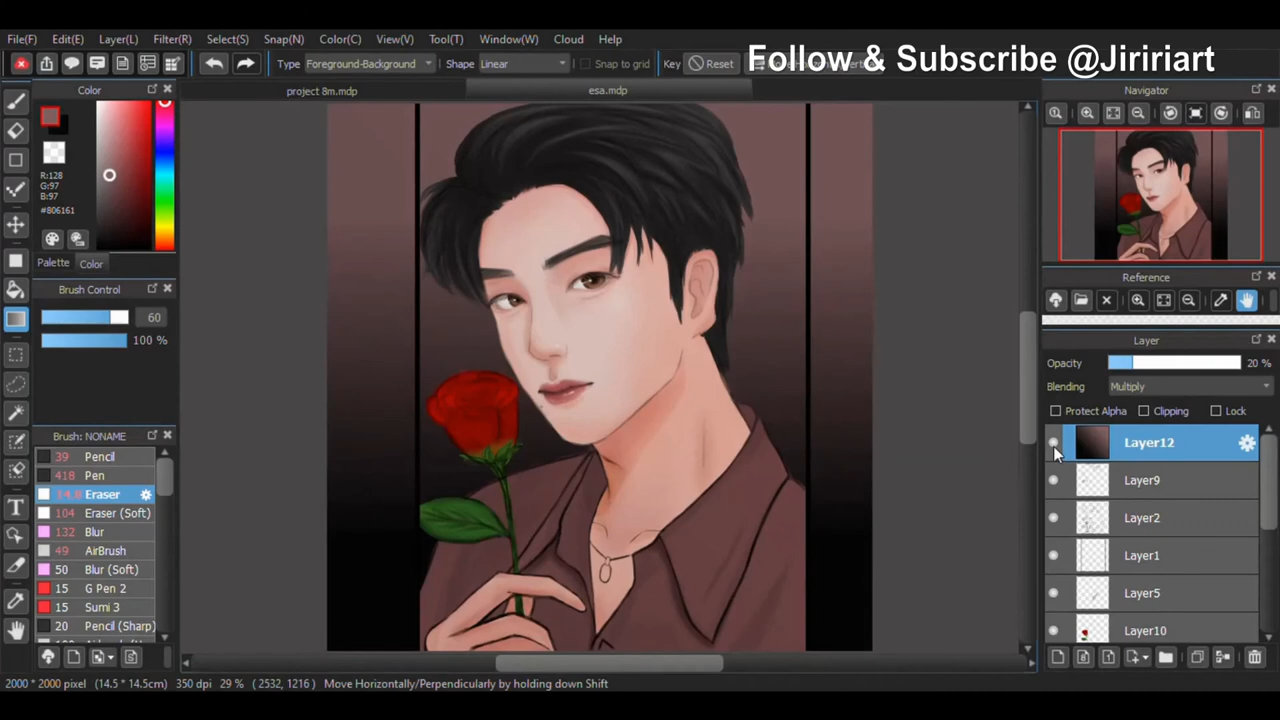 File(F) Edit(E) Layer(L) Filter(R) Select(S) Snap(N) Color(C) View(V) Tool(T) Window(W) Cloud Help
Follow & Subscribe @Jiririart
Type Foreground-Background Shape Linear Snap to grid Key Reset
Color
project 8m.mdp
esa.mdp
Navigator
R:128
G:97
B:97
#806161
Palette Color
Brush Control
60
100 %
Brush: NONAME
39 Pencil
418 Pen
Eraser
104 Eraser (Soft)
132 Blur
49 AirBrush
50 Blur (Soft)
15 G Pen 2
15 Sumi 3
20 Pencil (Sharp)
Reference
Layer
Opacity 20 %
Blending Multiply
Protect Alpha Clipping Lock
Layer12
Layer9
Layer2
Layer1
Layer5
Layer10
2000 * 2000 pixel (14.5 * 14.5cm) 350 dpi 29 % ( 2532, 1216 ) Move Horizontally/Perpendicularly by holding down Shift